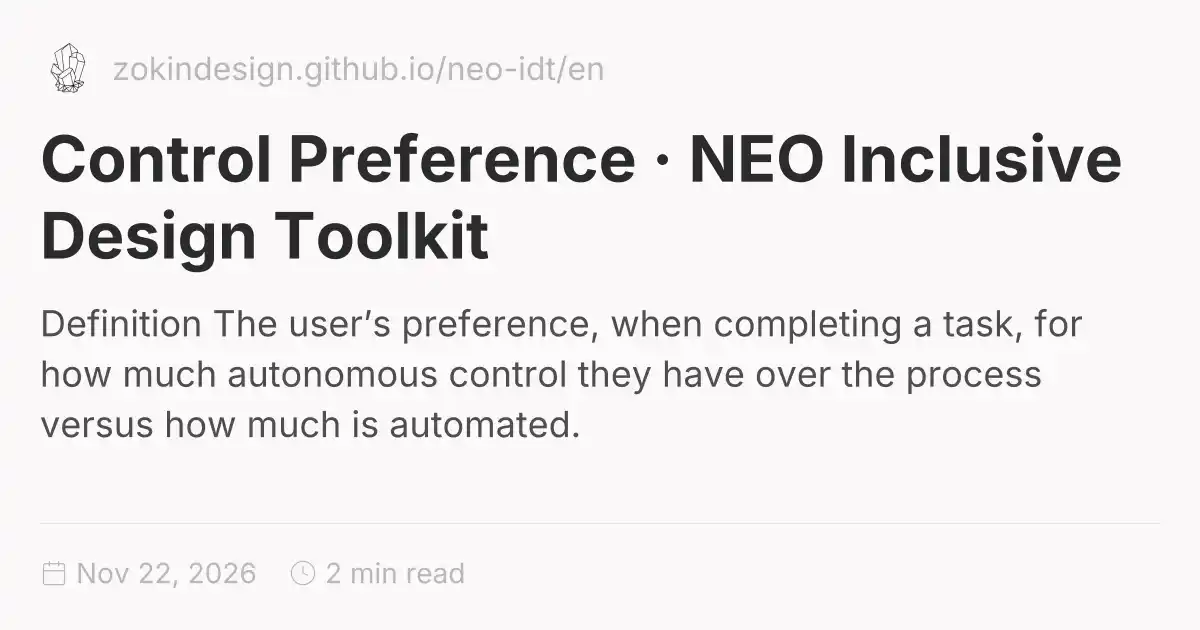 zokindesign.github.io/neo-idt/en
Control Preference · NEO Inclusive
Design Toolkit
Definition The user’s preference, when completing a task, for
how much autonomous control they have over the process
versus how much is automated.
Nov 22, 2026 2 min read